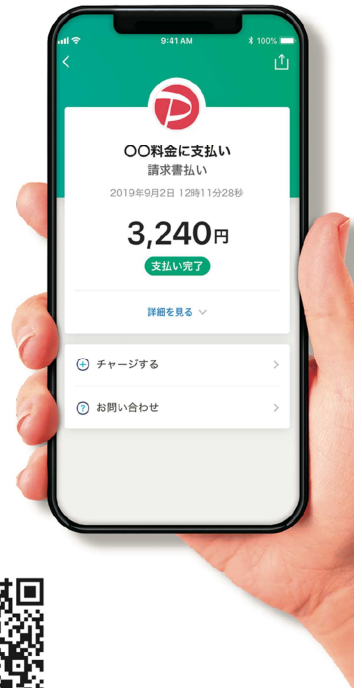 9:41 AM
100%
〇〇料金に支払い
請求書払い
2019年9月2日 12時11分28秒
3,240円
支払い完了
詳細を見る
チャージする
お問い合わせ